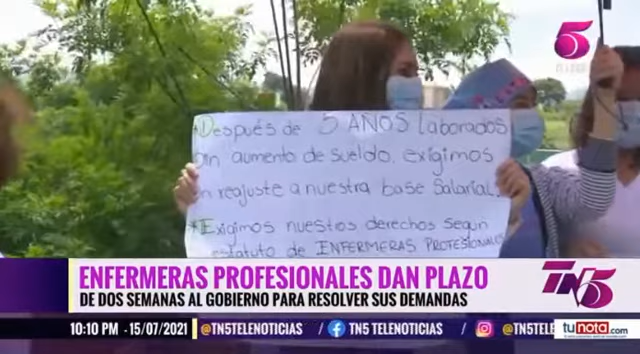 5
nota
Después de 5 AÑOS laborados
sin aumento de sueldo, exigimos
un reajuste a nuestra base salarial.
*Exigimos nuestros derechos según
estatuto de ENFERMERAS PROFESIONALES
ENFERMERAS PROFESIONALES DAN PLAZO
DE DOS SEMANAS AL GOBIERNO PARA RESOLVER SUS DEMANDAS
TN5
10:10 PM - 15/07/2021 @TN5TELENOTICIAS TN5 TELENOTICIAS @TN5TELE
tunota.com